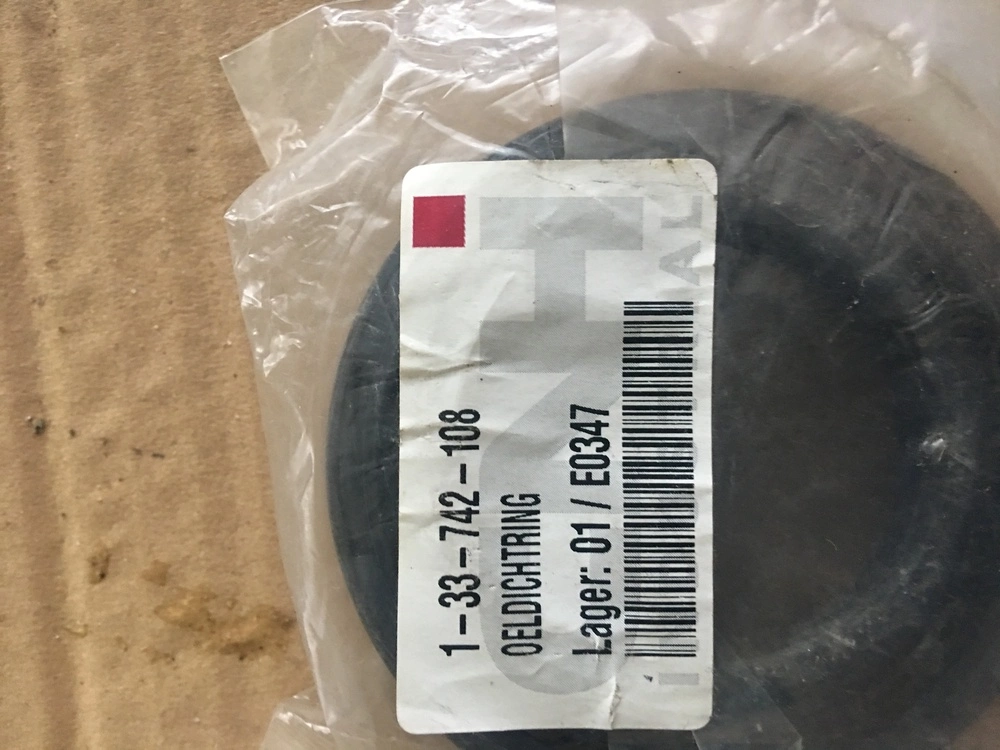 1-33-742-108
OELDICHTRING
Lager: 01 / E0347